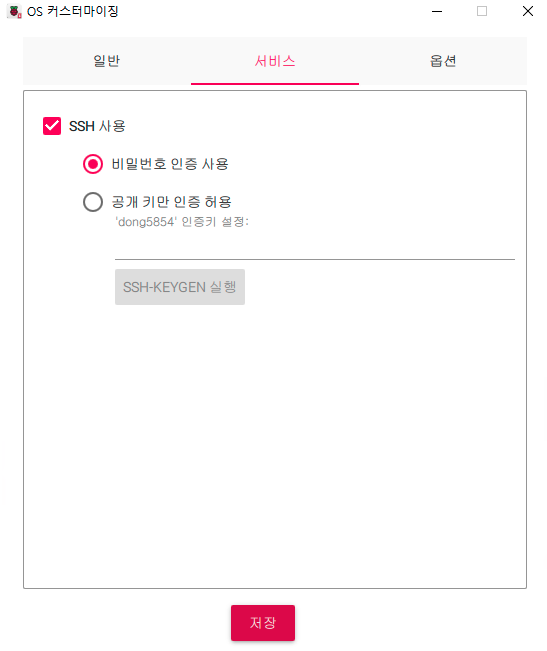 OS 커스터마이징
일반 서비스 옵션
SSH 사용
비밀번호 인증 사용
공개 키만 인증 허용
'dong5854' 인증키 설정:
SSH-KEYGEN 실행
저장